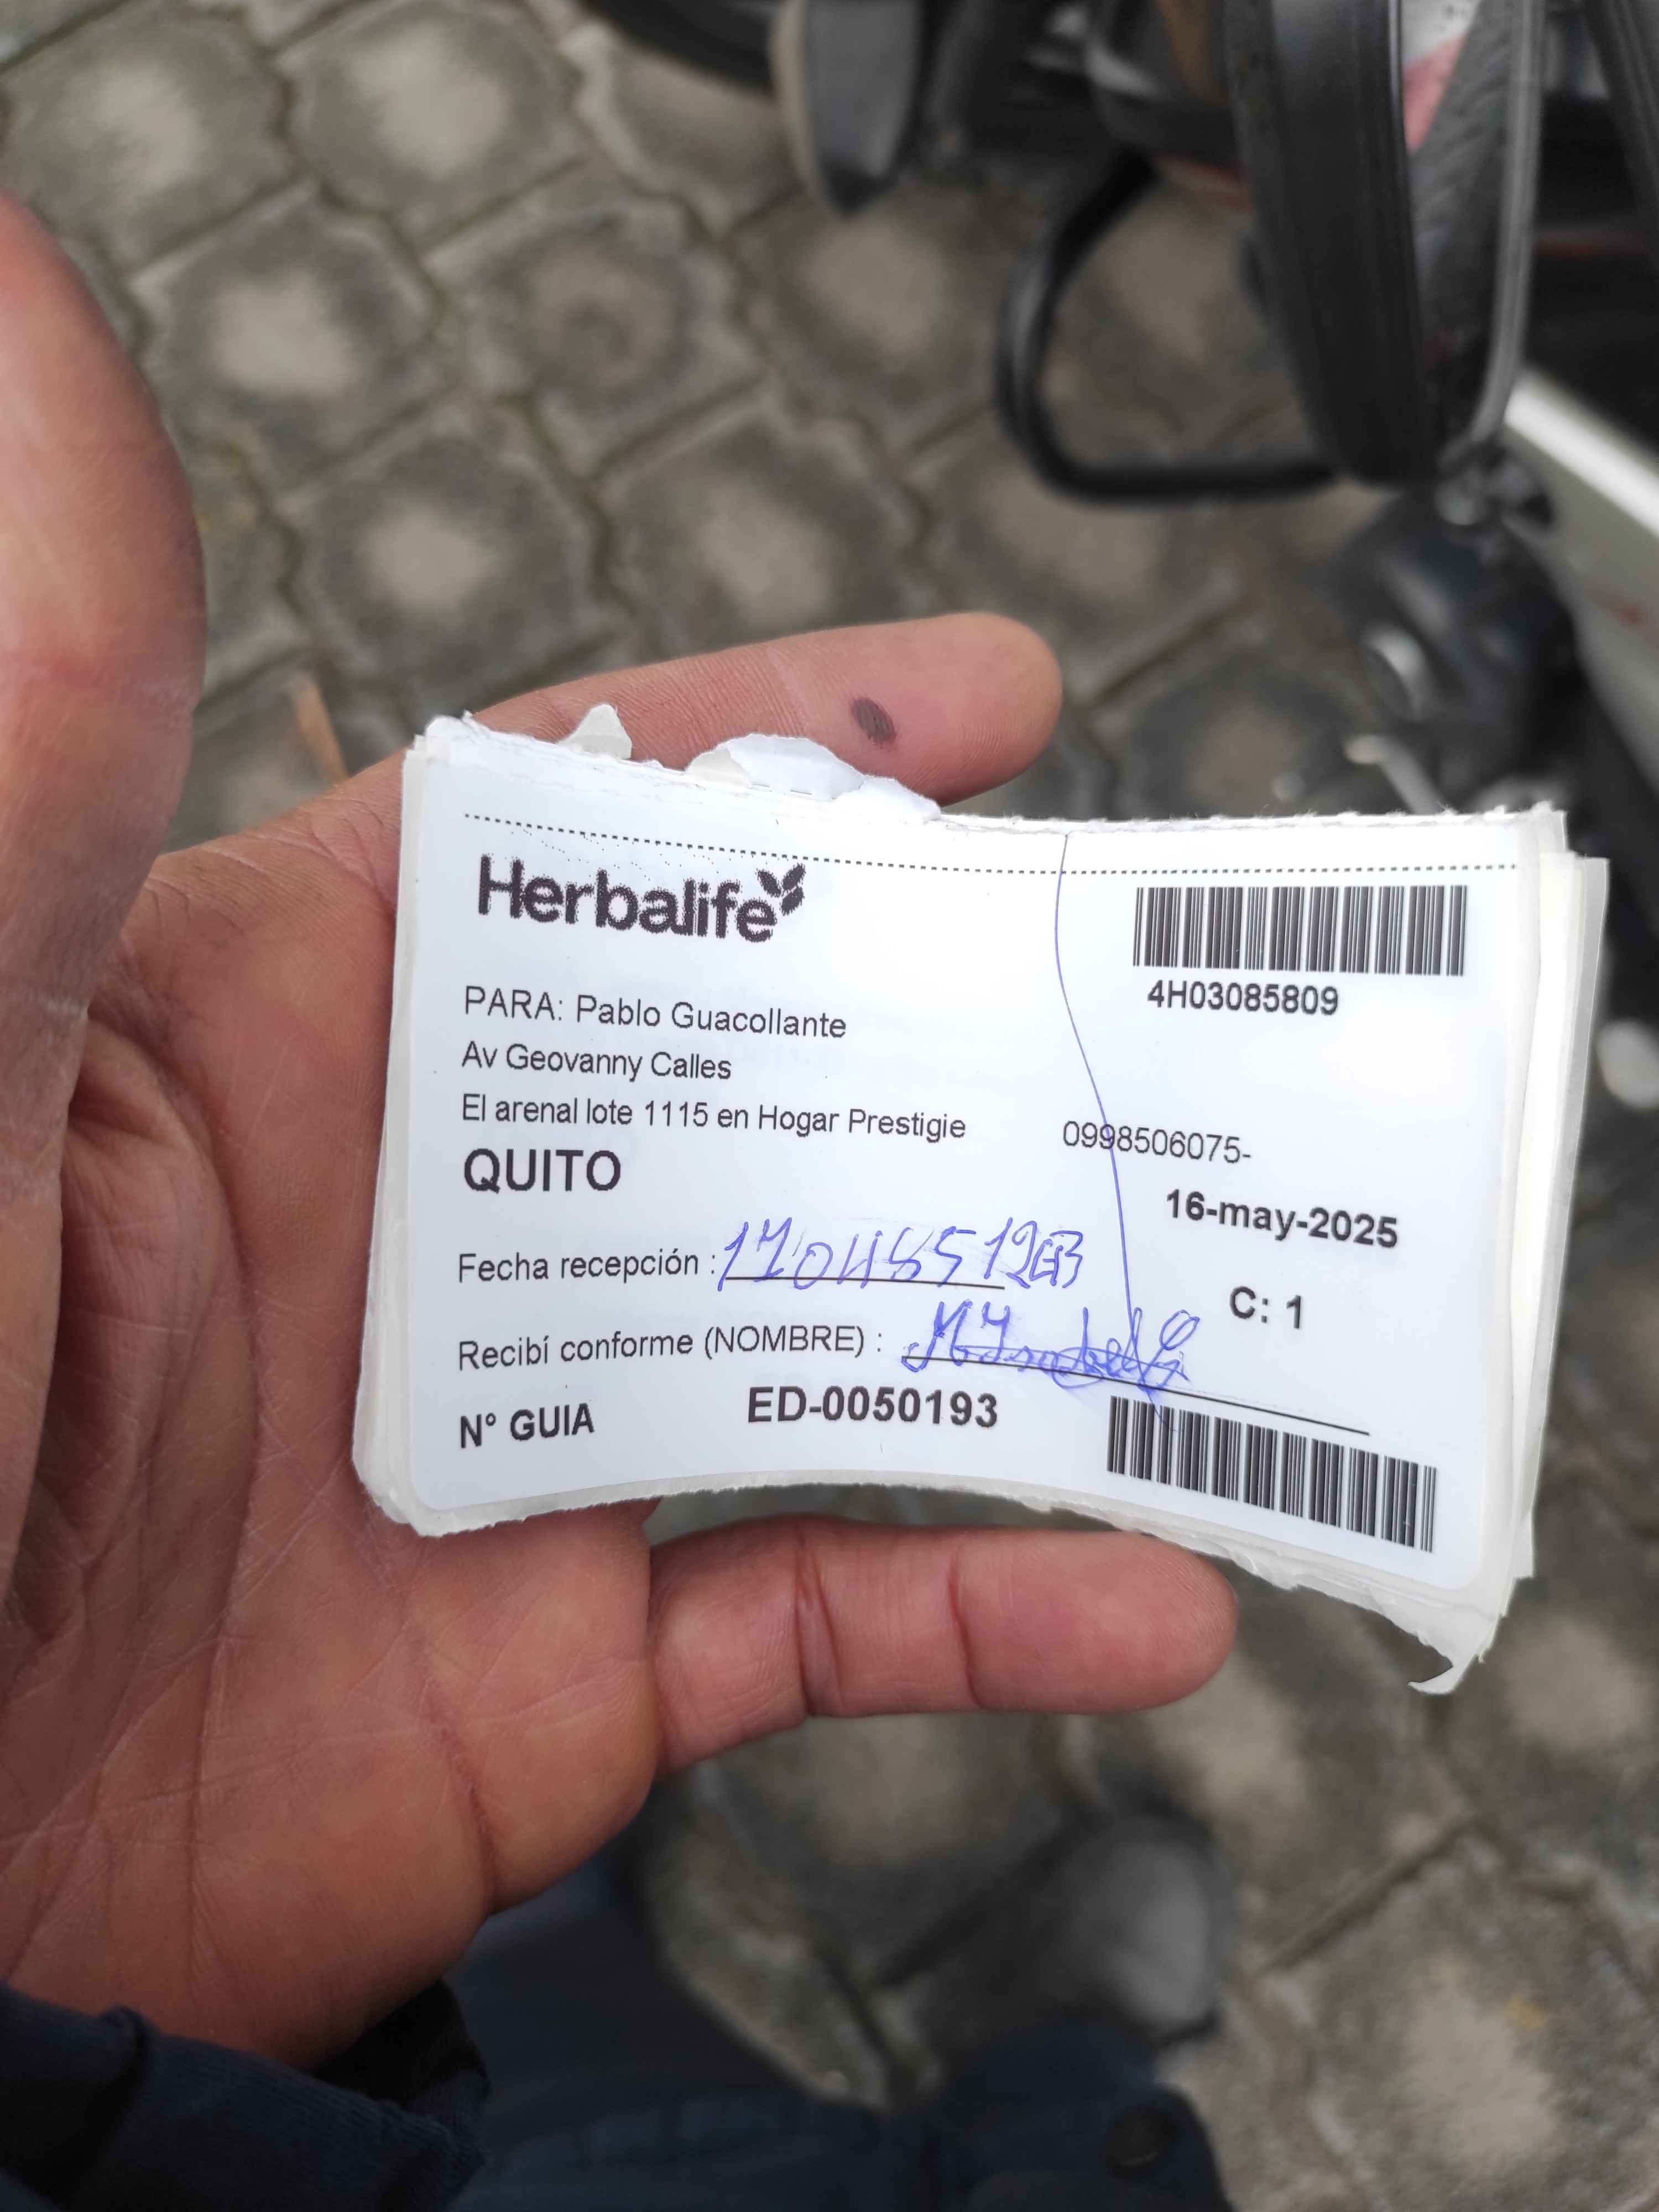 Herbalife
4H03085809
PARA: Pablo Guacollante
Av Geovanny Calles
El arenal lote 1115 en Hogar Prestigie 0998506075-
QUITO
16-may-2025
Fecha recepción :
C: 1
Recibí conforme (NOMBRE) :
N° GUIA ED-0050193